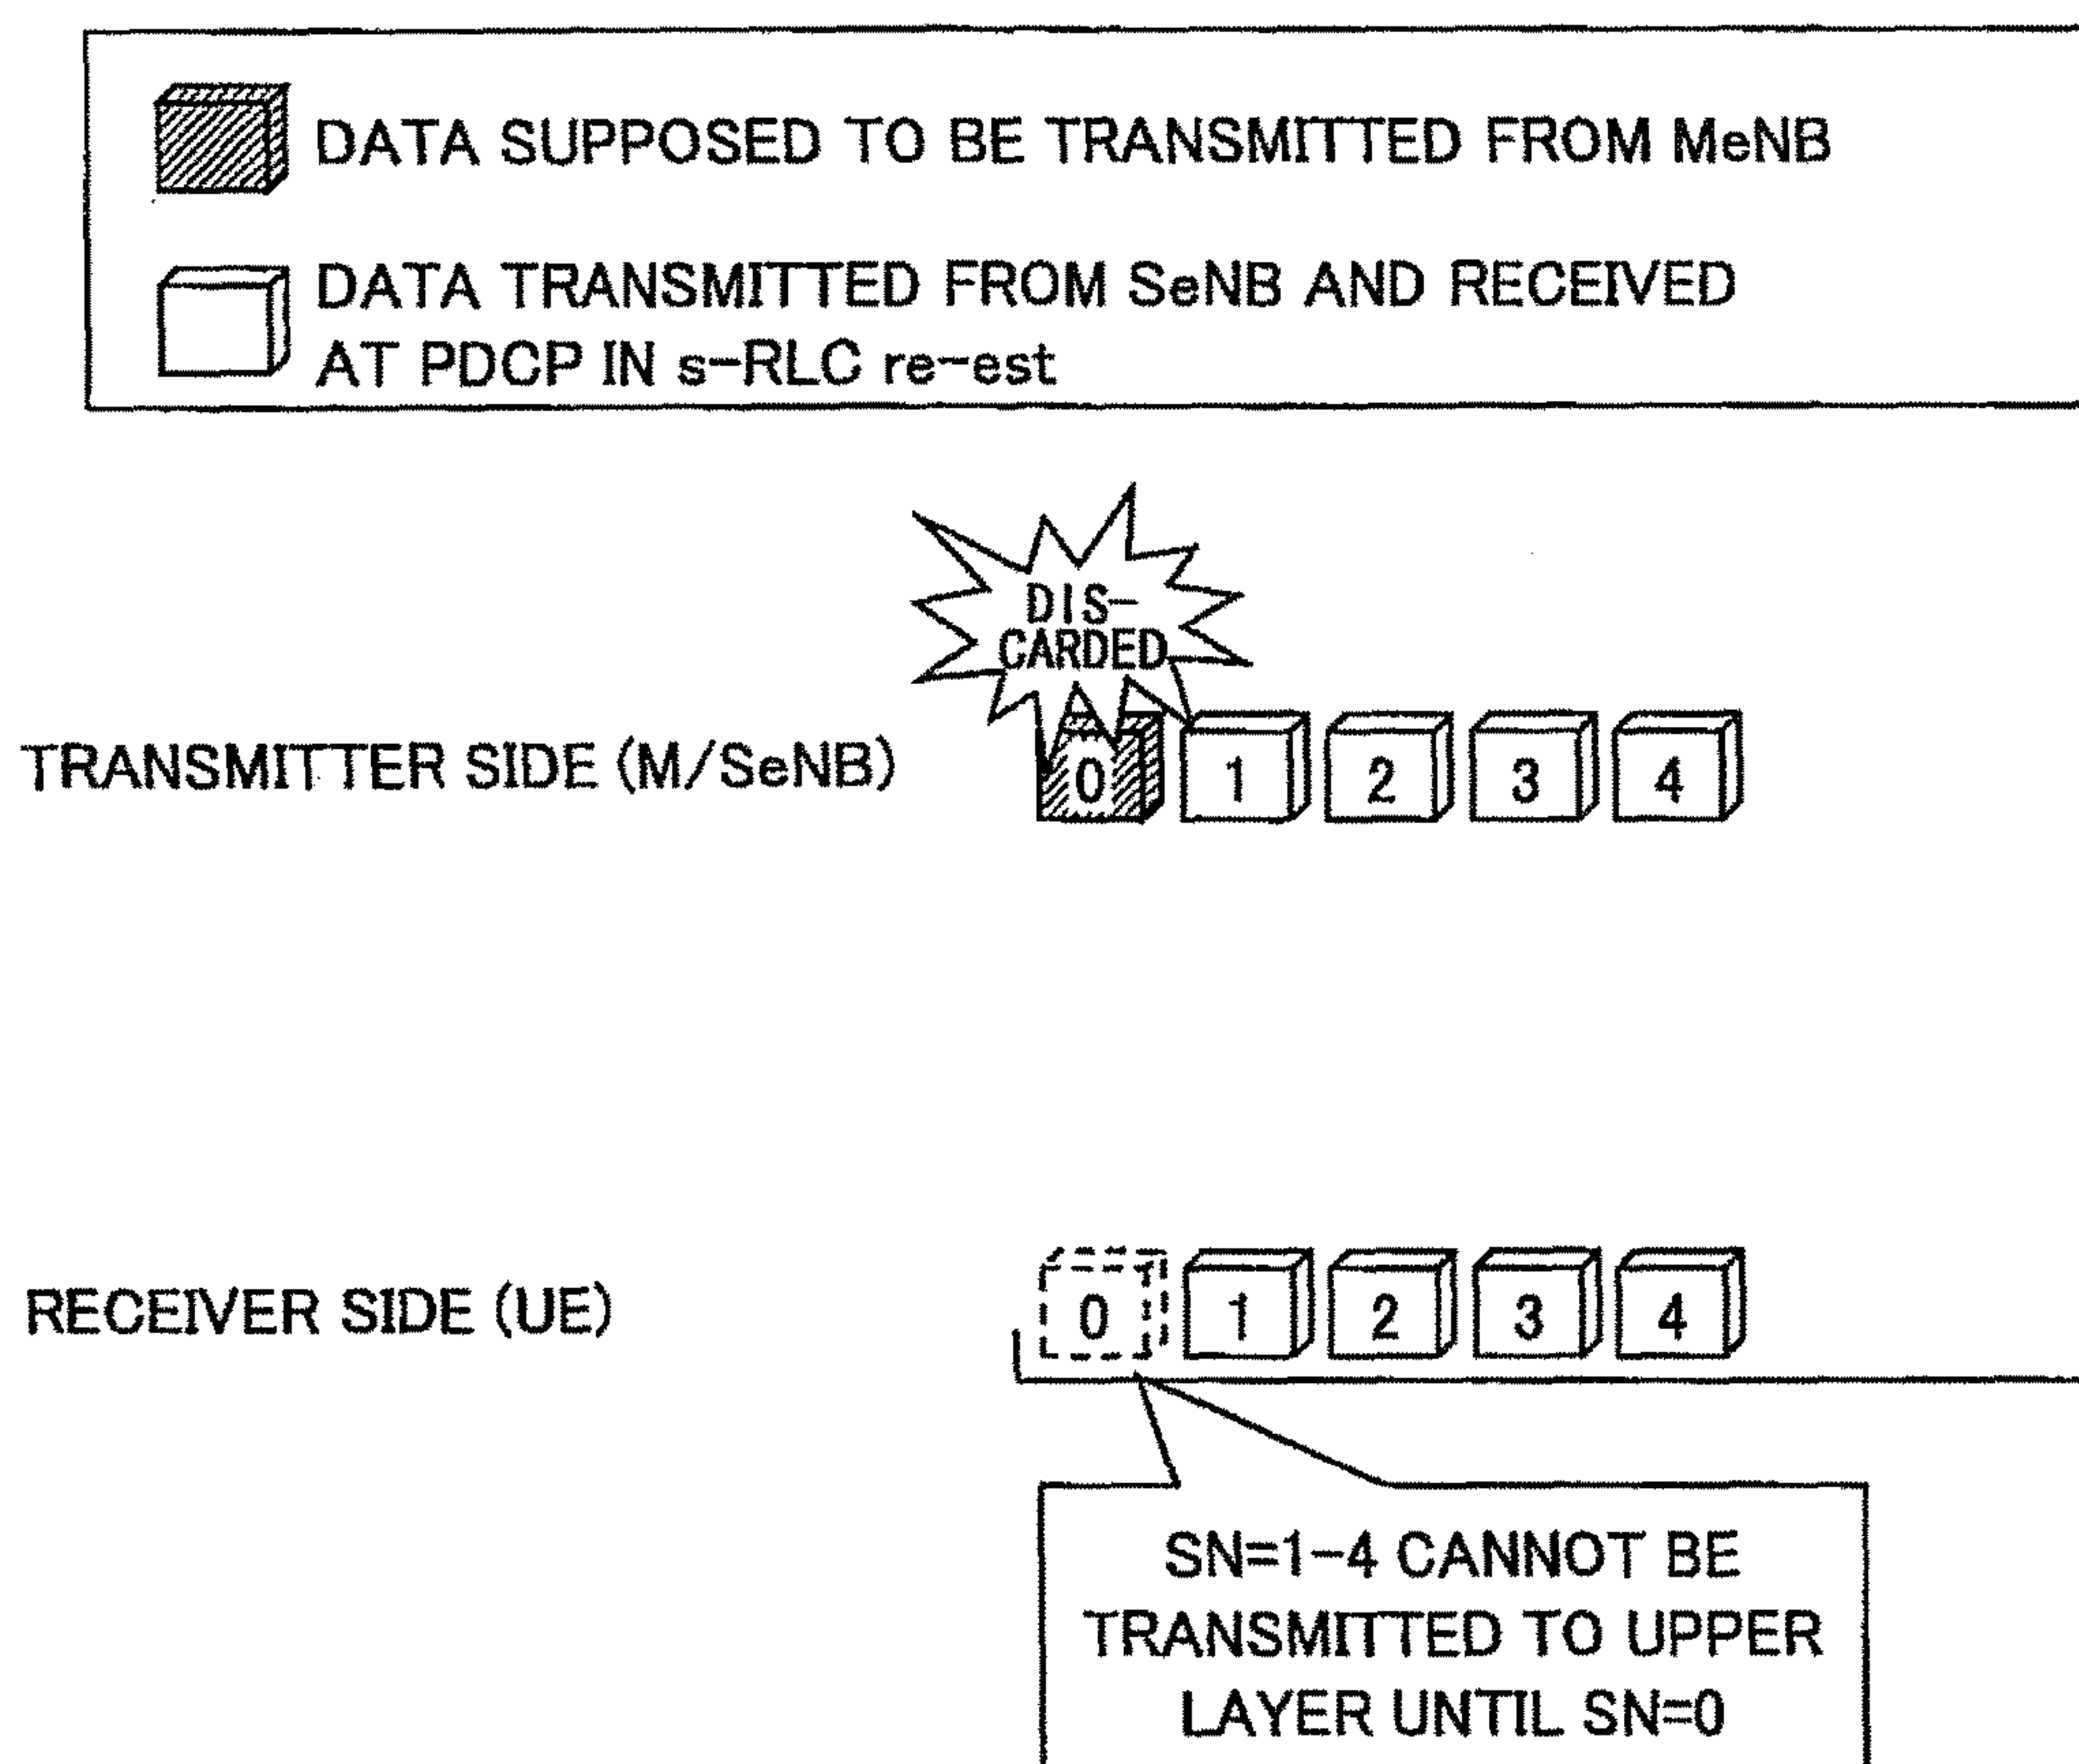 DATA SUPPOSED TO BE TRANSMITTED FROM MeNB
DATA TRANSMITTED FROM SeNB AND RECEIVED
AT PDCP IN s-RLC re-est
DIS-
CARDED
TRANSMITTER SIDE (M/SeNB)
0 1 2 3 4
RECEIVER SIDE (UE)
0 1 2 3 4
SN=1-4 CANNOT BE
TRANSMITTED TO UPPER
LAYER UNTIL SN=0